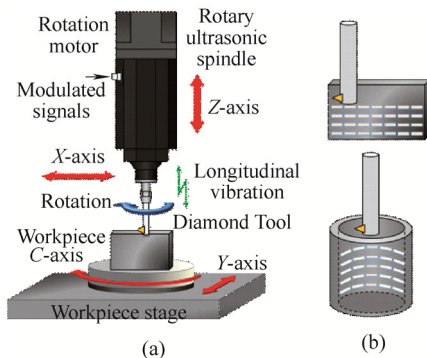 Rotation
motor
Rotary
ultrasonic
spindle
Modulated
signals
Z-axis
X-axis
Longitudinal
vibration
Rotation
Diamond Tool
Workpiece
C-axis
Y-axis
Workpiece stage
(a)
(b)